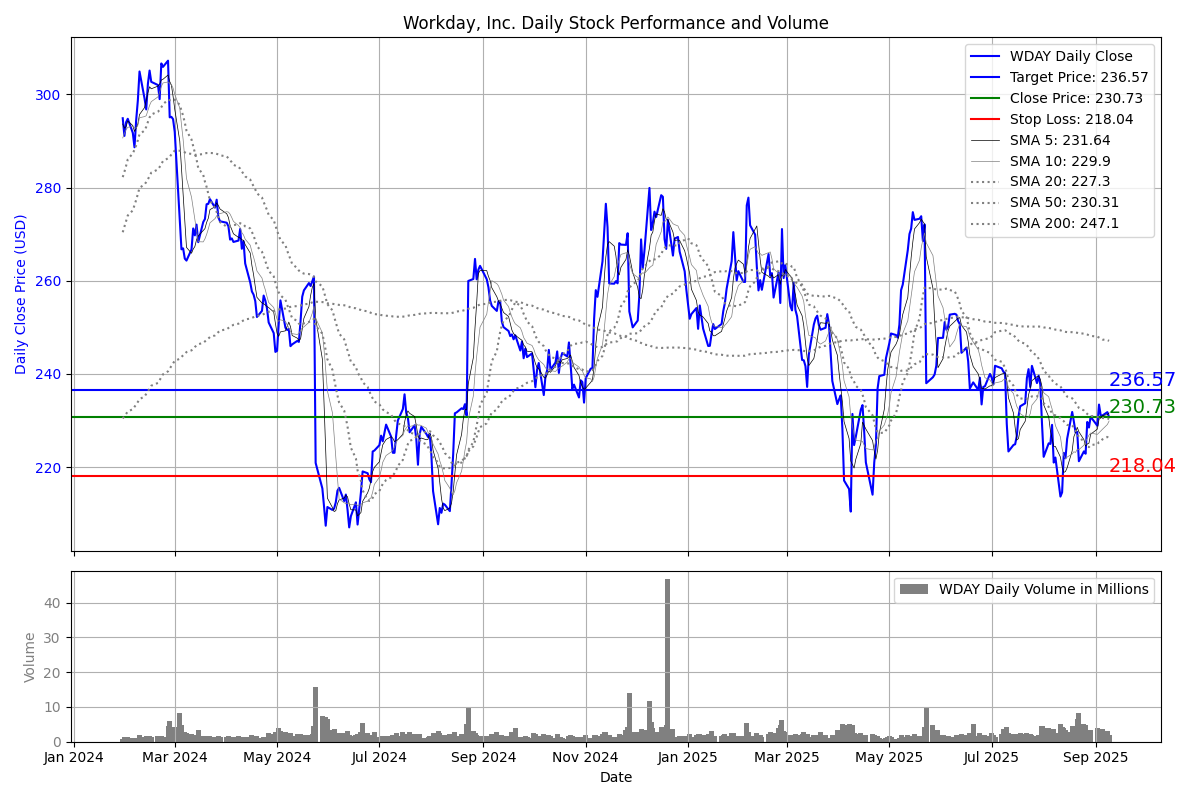 Workday, Inc. Daily Stock Performance and Volume
WDAY Daily Close
Target Price: 236.57
Close Price: 230.73
Stop Loss: 218.04
SMA 5: 231.64
SMA 10: 229.9
SMA 20: 227.3
SMA 50: 230.31
SMA 200: 247.1
Daily Close Price (USD)
300
280
260
240
220
236.57
230.73
218.04
WDAY Daily Volume in Millions
Volume
40
30
20
10
0
Jan 2024
Mar 2024
May 2024
Jul 2024
Sep 2024
Nov 2024
Jan 2025
Mar 2025
May 2025
Jul 2025
Sep 2025
Date